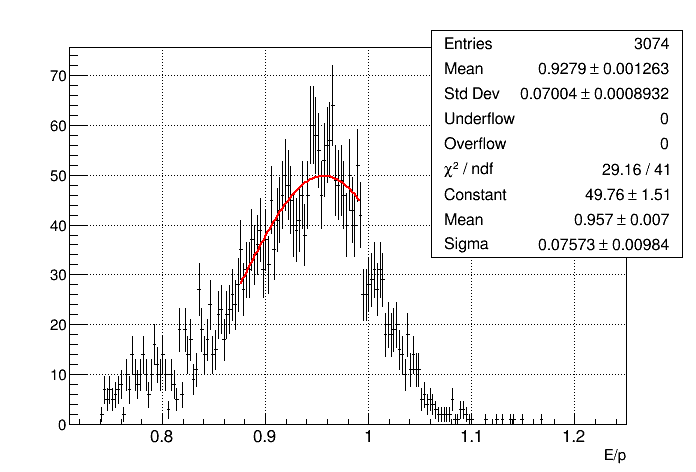 Entries 3074
Mean 0.9279 ± 0.001263
Std Dev 0.07004 ± 0.0008932
Underflow 0
Overflow 0
χ² / ndf 29.16 / 41
Constant 49.76 ± 1.51
Mean 0.957 ± 0.007
Sigma 0.07573 ± 0.00984
70
60
50
40
30
20
10
0
0.8 0.9 1 1.1 1.2
E/p